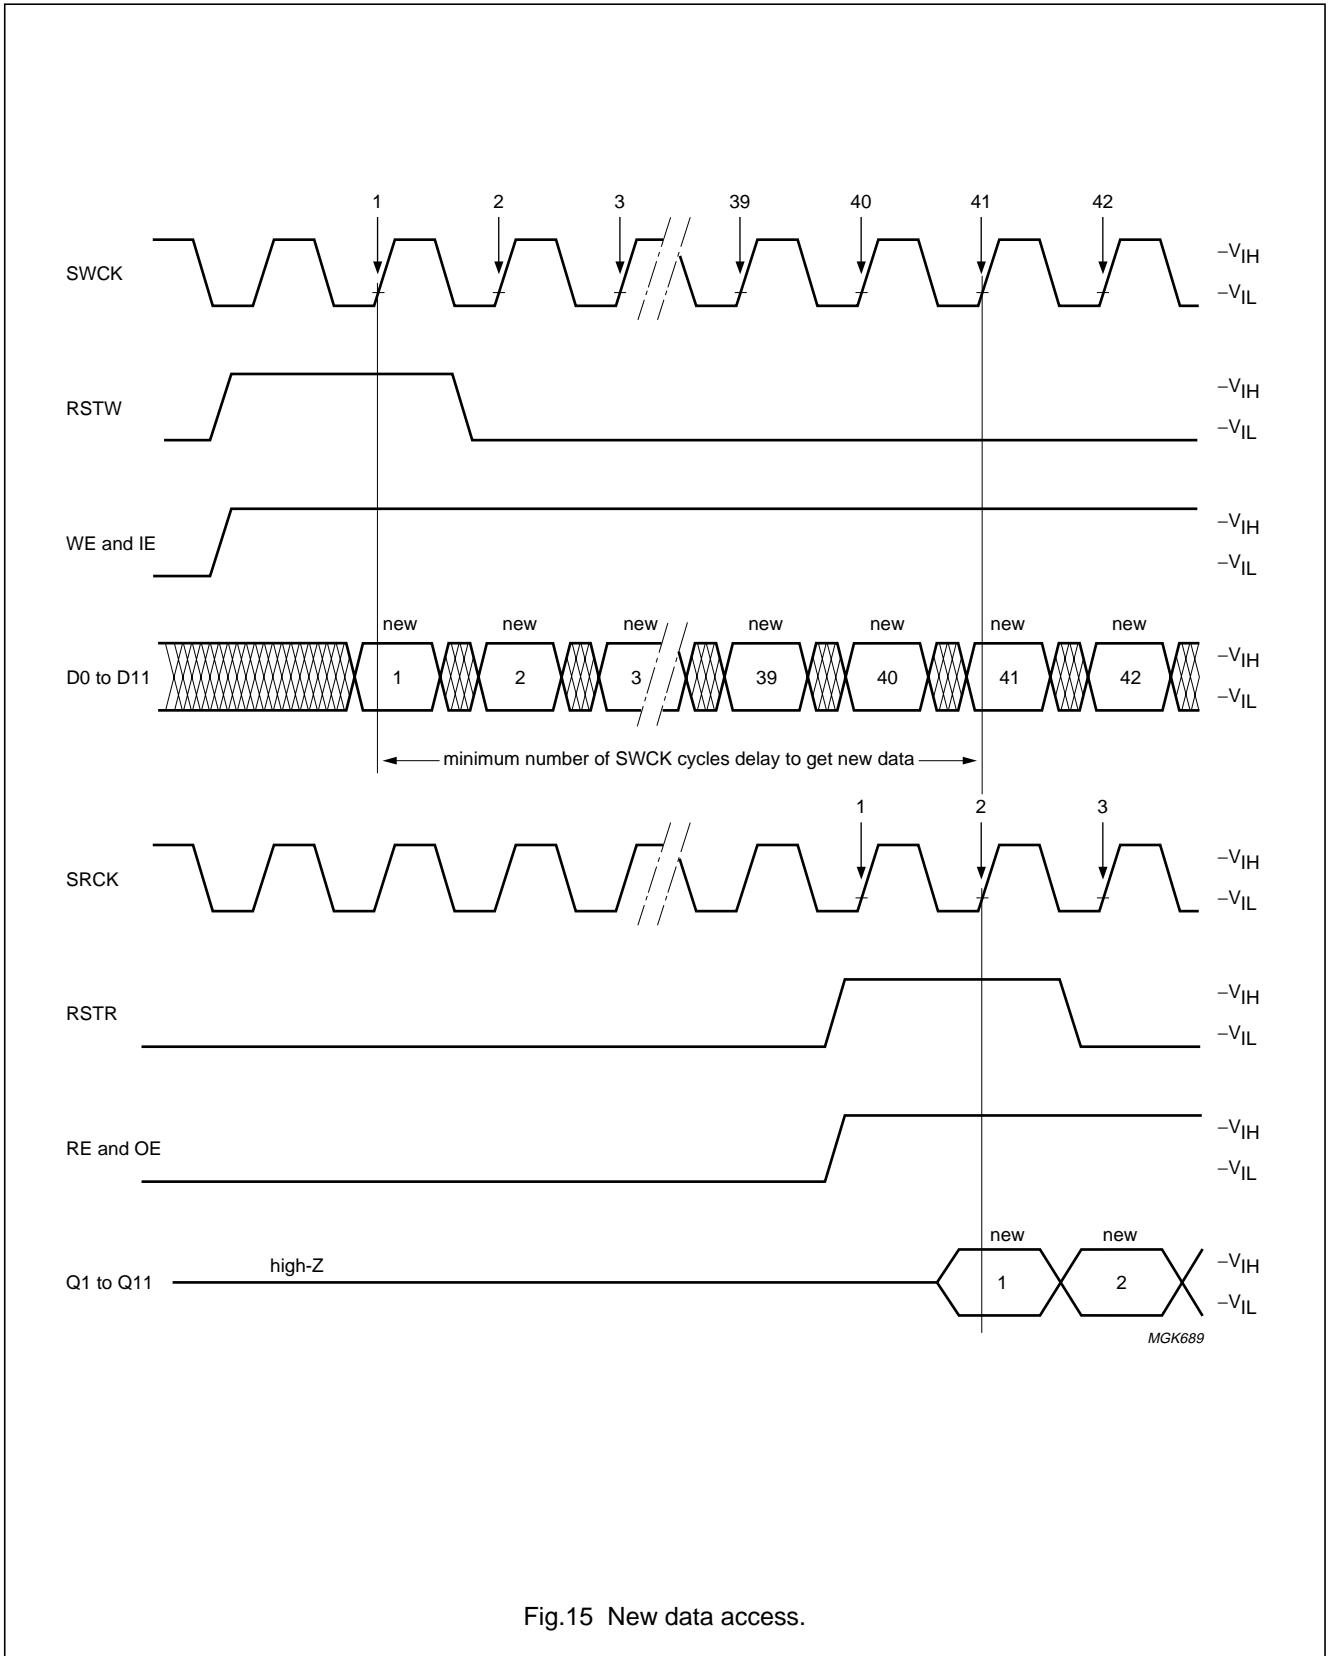 1 2 3 39 40 41 42
SWCK
−VIH
−VIL
RSTW
−VIH
−VIL
WE and IE
−VIH
−VIL
new new new new new new new
D0 to D11
1 2 3 39 40 41 42
−VIH
−VIL
minimum number of SWCK cycles delay to get new data
1 2 3
SRCK
−VIH
−VIL
RSTR
−VIH
−VIL
RE and OE
−VIH
−VIL
new new
high-Z
Q1 to Q11
1 2
−VIH
−VIL
MGK689
Fig.15 New data access.